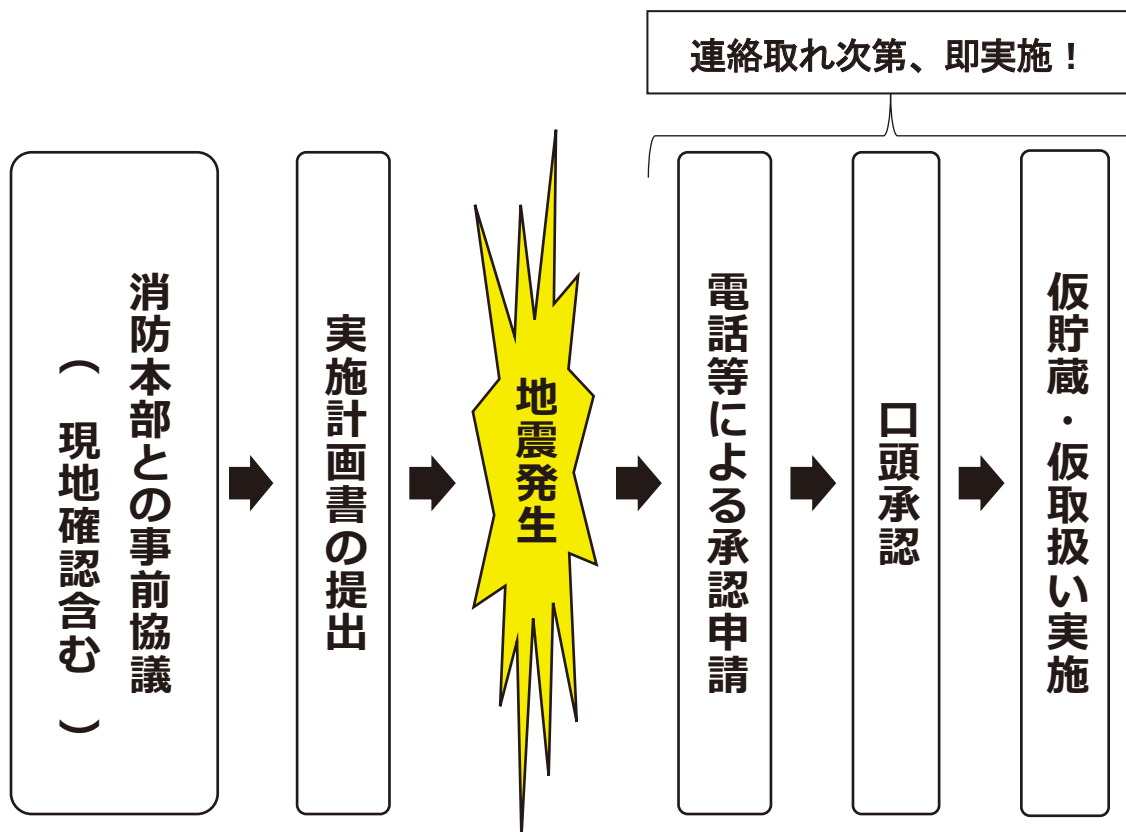 連絡取れ次第、即実施！
消防本部との事前協議
（現地確認含む）
実施計画書の提出
地震発生
電話等による承認申請
口頭承認
仮貯蔵・仮取扱い実施